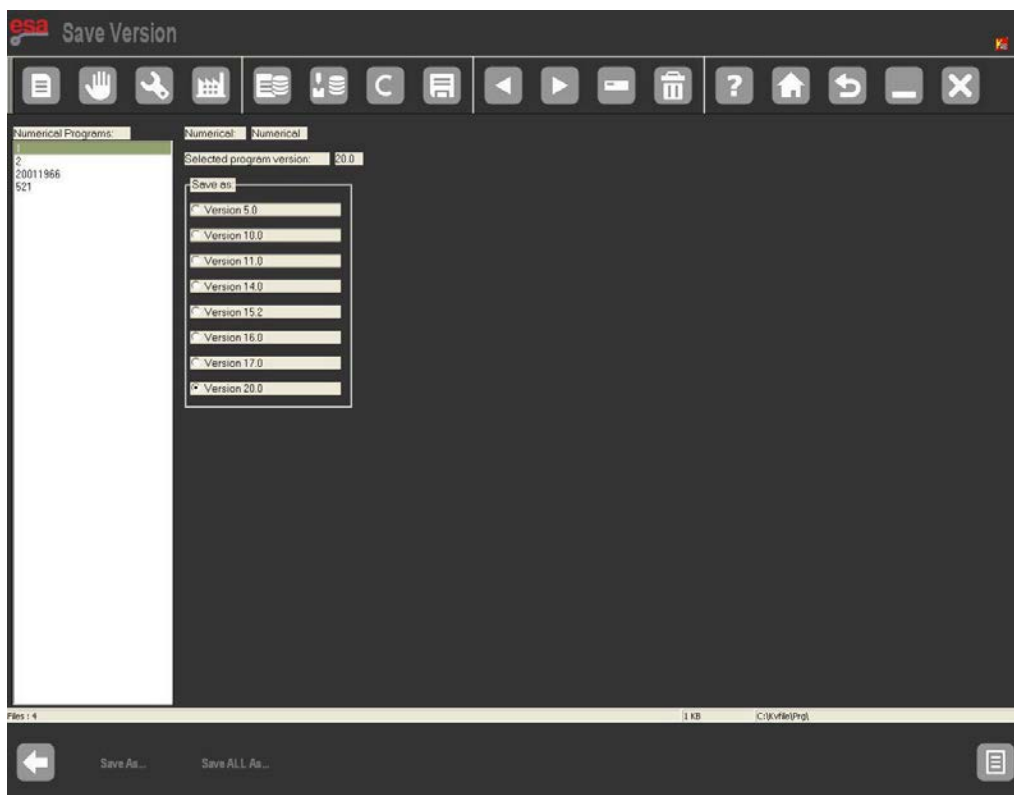 esa Save Version
C
?
Numerical Programs:
1
2
20011966
521
Numerical: Numerical
Selected program version: 20.0
Save as:
Version 5.0
Version 10.0
Version 11.0
Version 14.0
Version 15.2
Version 16.0
Version 17.0
Version 20.0
Files : 4
1 KB
C:\Kvfile\Prg\
Save As...
Save ALL As...